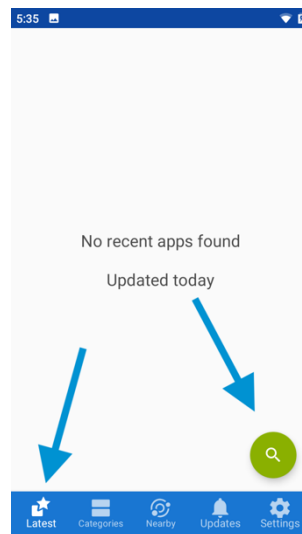 5:35
No recent apps found
Updated today
Latest
Categories
Nearby
Updates
Settings